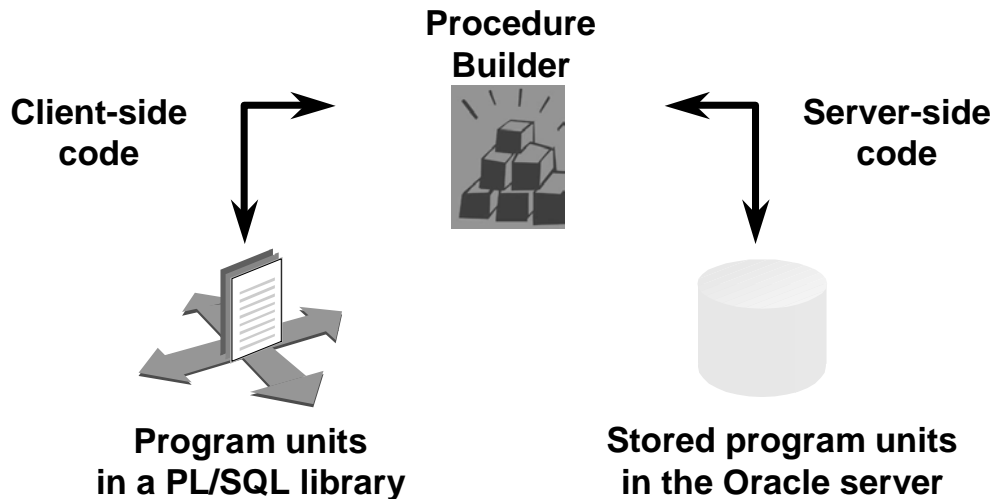 Procedure
Builder
Client-side
code
Server-side
code
Program units
in a PL/SQL library
Stored program units
in the Oracle server